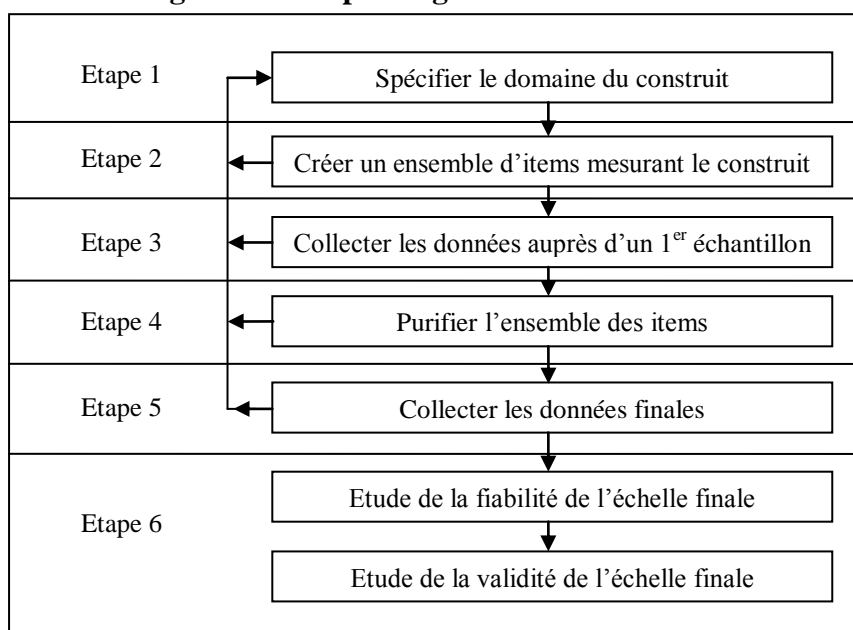 Etape 1
Spécifier le domaine du construit
Etape 2
Créer un ensemble d’items mesurant le construit
Etape 3
Collecter les données auprès d’un 1er échantillon
Etape 4
Purifier l’ensemble des items
Etape 5
Collecter les données finales
Etape 6
Etude de la fiabilité de l’échelle finale
Etude de la validité de l’échelle finale